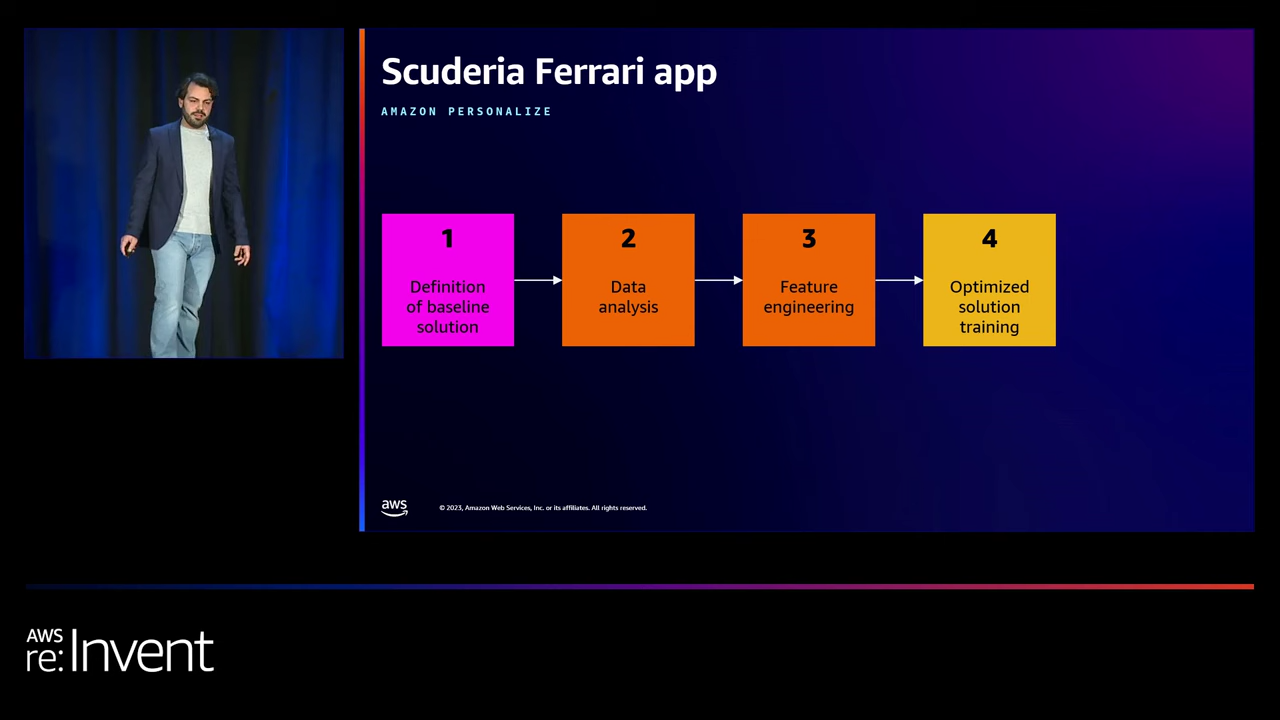 Scuderia Ferrari app
AMAZON PERSONALIZE
1
Definition
of baseline
solution
2
Data
analysis
3
Feature
engineering
4
Optimized
solution
training
aws
© 2023, Amazon Web Services, Inc. or its affiliates. All rights reserved.
AWS
re:Invent